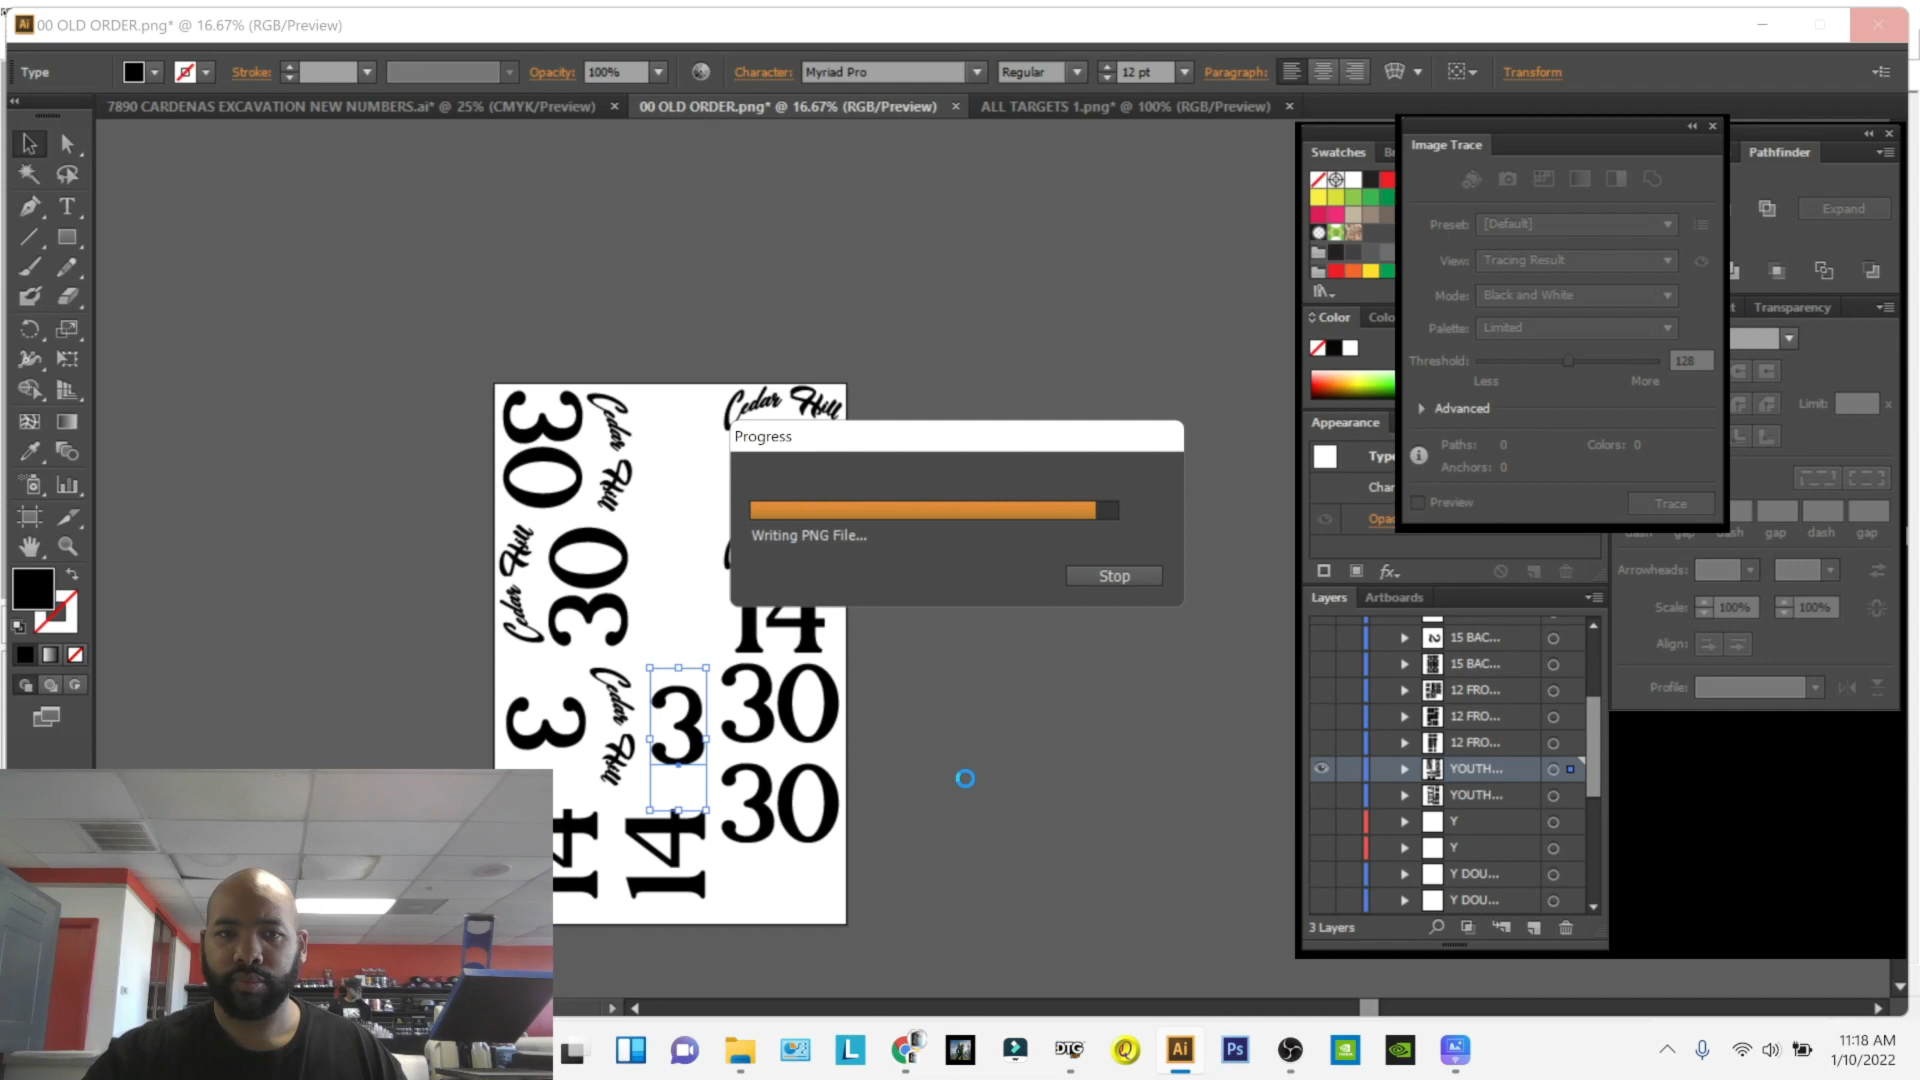 Ai 00 OLD ORDER.png* @ 16.67% (RGB/Preview)
Type Stroke: Opacity: 100% Character: Myriad Pro Regular 12 pt Paragraph: Transform
7890 CARDENAS EXCAVATION NEW NUMBERS.ai* @ 25% (CMYK/Preview) × 00 OLD ORDER.png* @ 16.67% (RGB/Preview) × ALL TARGETS 1.png* @ 100% (RGB/Preview) ×
Swatches
Image Trace
Pathfinder
Preset: [Default]
Expand
View: Tracing Result
Mode: Black and White
Transparency
Palette: Limited
Color
Threshold: 128
Less More
Limit:
Advanced
Appearance
Paths: 0 Colors: 0
Anchors: 0
Preview Trace
dash gap dash gap
Arrowheads:
Scale: 100% 100%
Align:
Profile:
30
Cedar Hill
Cedar Hill
30
Cedar Hill
14
3
Cedar Hill
3
30
30
14
14
Progress
Writing PNG File...
Stop
fx
Layers Artboards
15 BAC...
15 BAC...
12 FRO...
12 FRO...
12 FRO...
YOUTH...
YOUTH...
Y
Y
Y DOU...
Y DOU...
3 Layers
L DTG Q Ai Ps
11:18 AM
1/10/2022